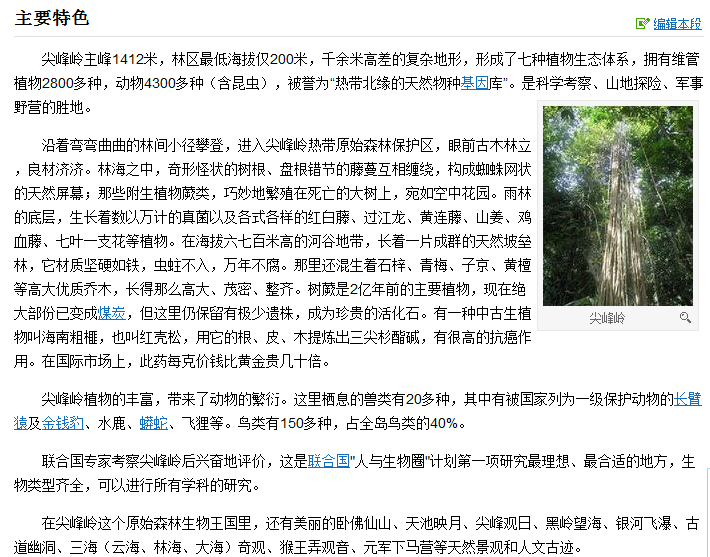 主要特色
编辑本段
尖峰岭主峰1412米，林区最低海拔仅200米，千余米高差的复杂地形，形成了七种植物生态体系，拥有维管
植物2800多种，动物4300多种（含昆虫），被誉为“热带北缘的天然物种基因库”。是科学考察、山地探险、军事
野营的胜地。
沿着弯弯曲曲的林间小径攀登，进入尖峰岭热带原始森林保护区，眼前古木林立
，良材济济。林海之中，奇形怪状的树根、盘根错节的藤蔓互相缠绕，构成蜘蛛网状
的天然屏幕；那些附生植物蕨类，巧妙地繁殖在死亡的大树上，宛如空中花园。雨林
的底层，生长着数以万计的真菌以及各式各样的红白藤、过江龙、黄连藤、山姜、鸡
血藤、七叶一支花等植物。在海拔六七百米高的河谷地带，长着一片成群的天然坡垒
林，它材质坚硬如铁，虫蛀不入，万年不腐。那里还混生着石梓、青梅、子京、黄檀
等高大优质乔木，长得那么高大、茂密、整齐。树蕨是2亿年前的主要植物，现在绝
大部份已变成煤炭，但这里仍保留有极少遗株，成为珍贵的活化石。有一种中古生植
物叫海南粗榧，也叫红壳松，用它的根、皮、木提炼出三尖杉酯碱，有很高的抗癌作
用。在国际市场上，此药每克价钱比黄金贵几十倍。
尖峰岭
尖峰岭植物的丰富，带来了动物的繁衍。这里栖息的兽类有20多种，其中有被国家列为一级保护动物的长臂
猿及金钱豹、水鹿、蟒蛇、飞狸等。鸟类有150多种，占全岛鸟类的40%。
联合国专家考察尖峰岭后兴奋地评价，这是联合国"人与生物圈"计划第一项研究最理想、最合适的地方，生
物类型齐全，可以进行所有学科的研究。
在尖峰岭这个原始森林生物王国里，还有美丽的卧佛仙山、天池映月、尖峰观日、黑岭望海、银河飞瀑、古
道幽洞、三海（云海、林海、大海）奇观、猴王弄观音、元军下马营等天然景观和人文古迹。